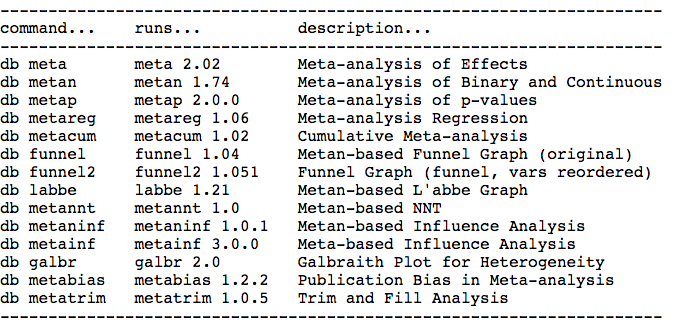 ----------------------------------------------------------------
command...    runs...         description...
----------------------------------------------------------------
db meta       meta 2.02       Meta-analysis of Effects
db metan      metan 1.74      Meta-analysis of Binary and Continuous
db metap      metap 2.0.0     Meta-analysis of p-values
db metareg    metareg 1.06    Meta-analysis Regression
db metacum    metacum 1.02    Cumulative Meta-analysis
db funnel     funnel 1.04     Metan-based Funnel Graph (original)
db funnel2    funnel2 1.051   Funnel Graph (funnel, vars reordered)
db labbe      labbe 1.21      Metan-based L'abbe Graph
db metannt    metannt 1.0     Metan-based NNT
db metaninf   metaninf 1.0.1  Metan-based Influence Analysis
db metainf    metainf 3.0.0   Meta-based Influence Analysis
db galbr      galbr 2.0       Galbraith Plot for Heterogeneity
db metabias   metabias 1.2.2  Publication Bias in Meta-analysis
db metatrim   metatrim 1.0.5  Trim and Fill Analysis
----------------------------------------------------------------